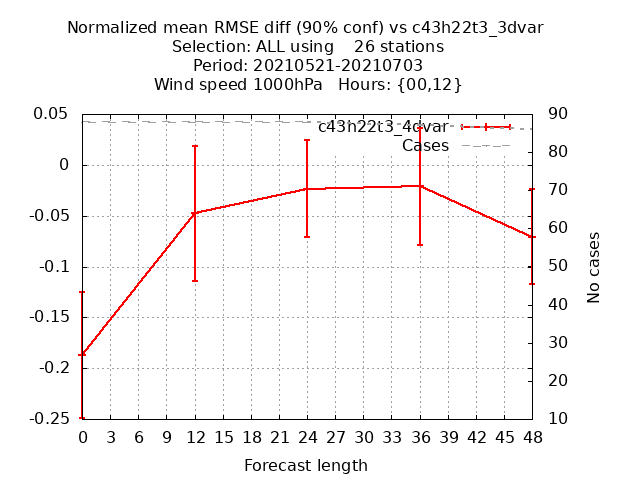 Normalized mean RMSE diff (90% conf) vs c43h22t3_3dvar
Selection: ALL using    26 stations
Period: 20210521-20210703
Wind speed 1000hPa   Hours: {00,12}
0.05
0
-0.05
-0.1
-0.15
-0.2
-0.25
c43h22t3_4dvar
Cases
90
80
70
60
50
40
30
20
10
No cases
0 3 6 9 12 15 18 21 24 27 30 33 36 39 42 45 48
Forecast length